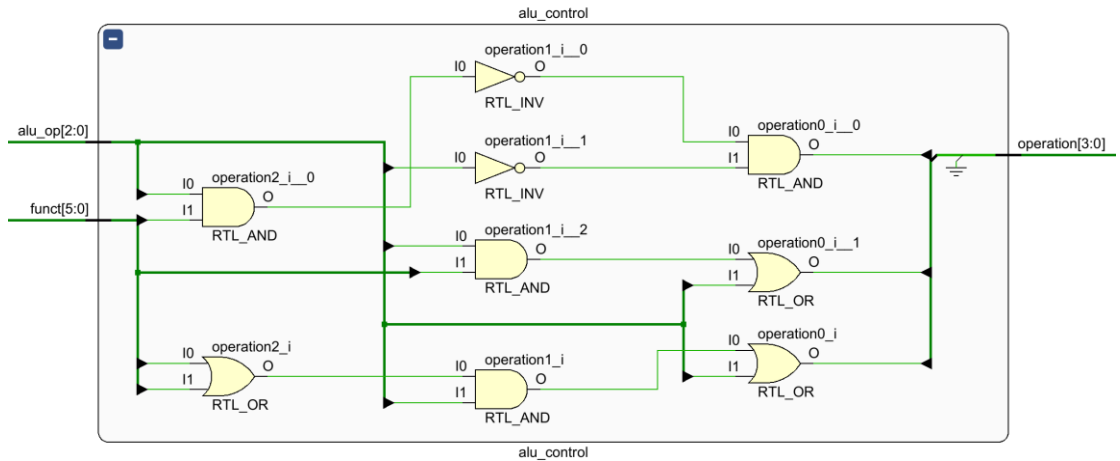 alu_control
operation1_i__0
I0 O
RTL_INV
alu_op[2:0]
operation1_i__1
I0 O
RTL_INV
operation0_i__0
I0 O
I1
RTL_AND
operation[3:0]
operation2_i__0
I0 O
I1
RTL_AND
funct[5:0]
operation1_i__2
I0 O
I1
RTL_AND
operation0_i__1
I0 O
I1
RTL_OR
operation2_i
I0 O
I1
RTL_OR
operation1_i
I0 O
I1
RTL_AND
operation0_i
I0 O
I1
RTL_OR
alu_control